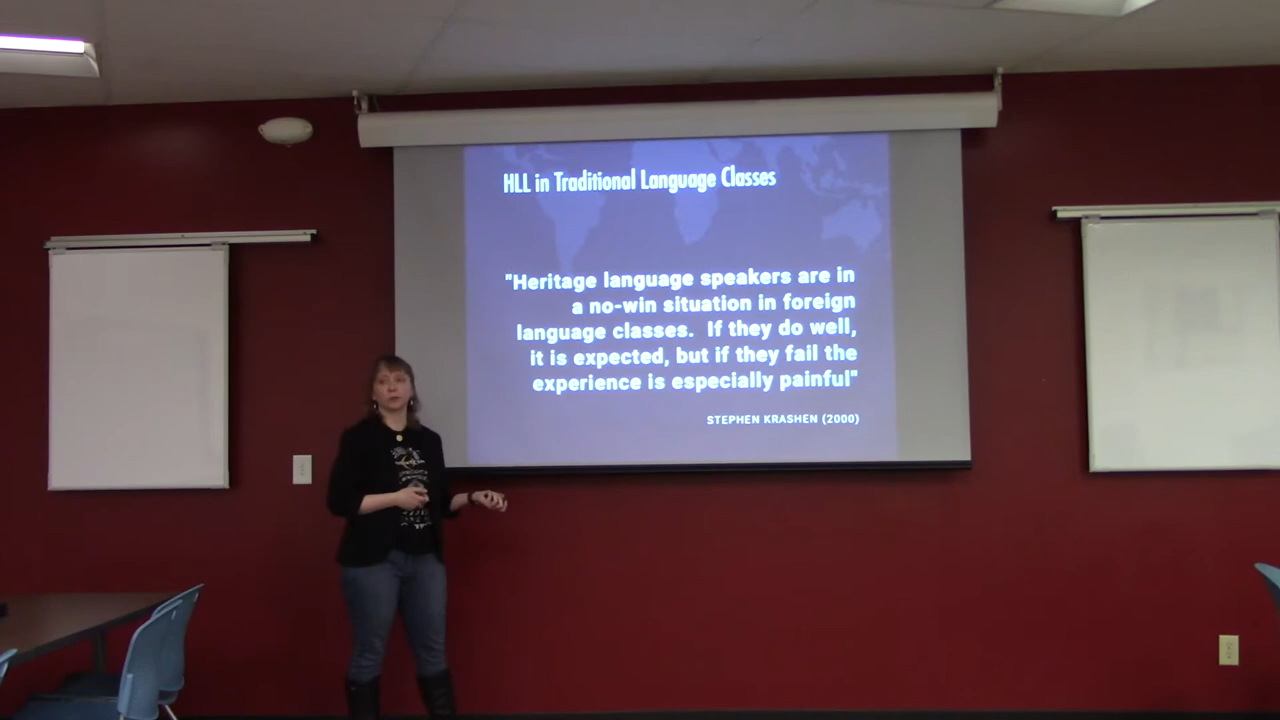 HLL in Traditional Language Classes
"Heritage language speakers are in
a no-win situation in foreign
language classes.  If they do well,
it is expected, but if they fail the
experience is especially painful"
STEPHEN KRASHEN (2000)